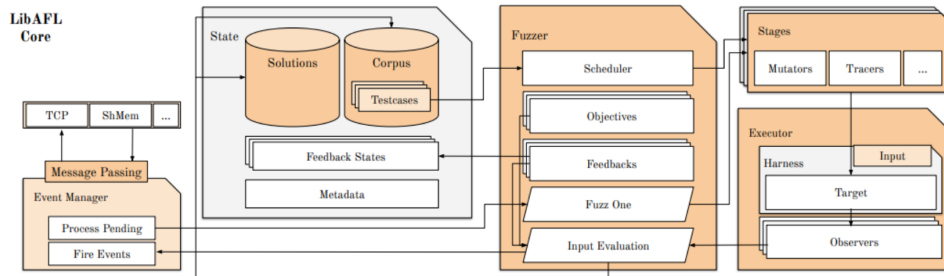 LibAFL
Core
TCP
ShMem
...
Message Passing
Event Manager
Process Pending
Fire Events
State
Solutions
Corpus
Testcases
Feedback States
Metadata
Fuzzer
Scheduler
Objectives
Feedbacks
Fuzz One
Input Evaluation
Stages
Mutators
Tracers
...
Executor
Input
Harness
Target
Observers